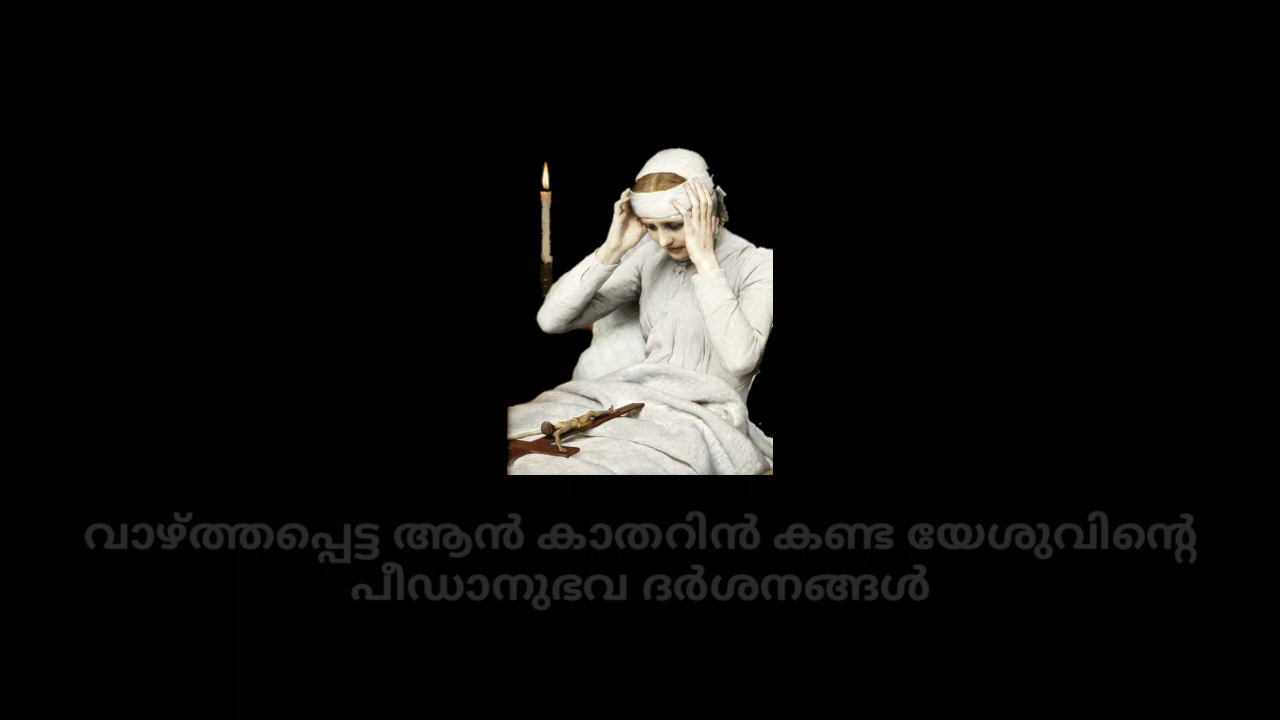 വാഴ്ത്തപ്പെട്ട ആൻ കാതറിൻ കണ്ട യേശുവിന്റെ
പീഡാനുഭവ ദർശനങ്ങൾ